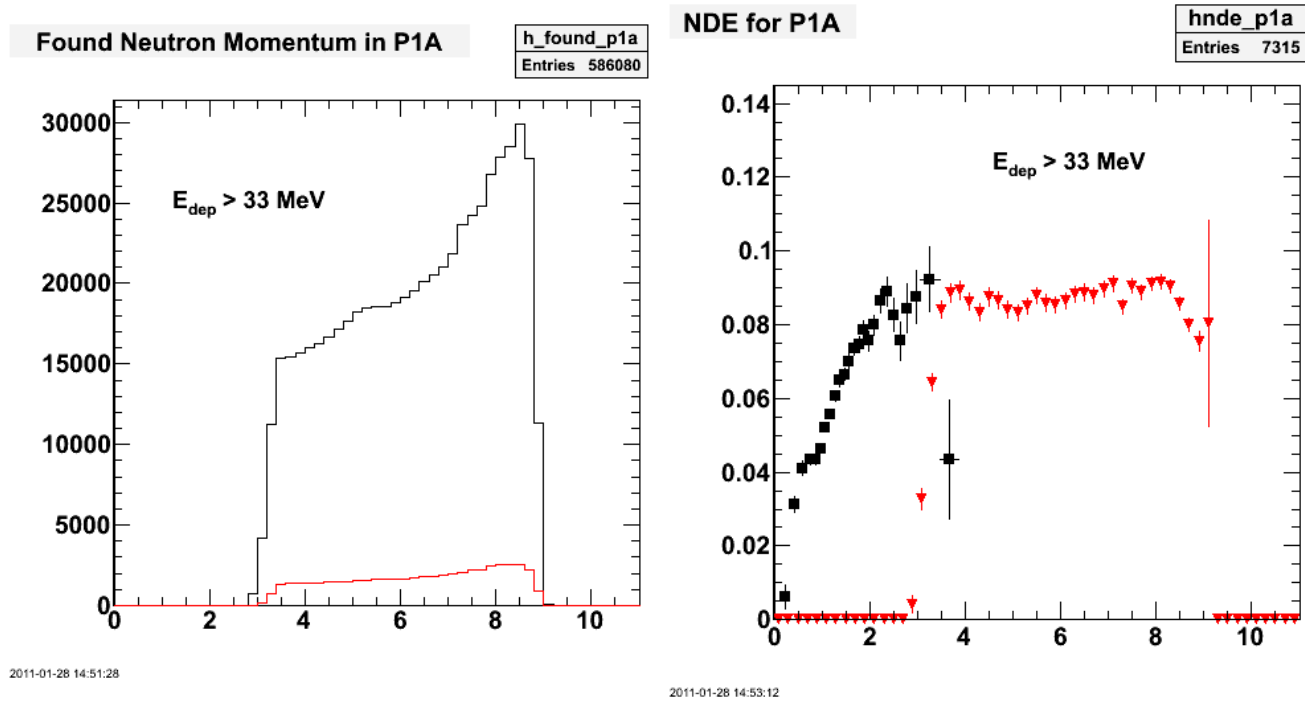 Found Neutron Momentum in P1A
h_found_p1a
Entries 586080
30000
25000
20000
15000
10000
5000
0
E_dep > 33 MeV
0 2 4 6 8 10
2011-01-28 14:51:28
NDE for P1A
hnde_p1a
Entries 7315
0.14
0.12
0.1
0.08
0.06
0.04
0.02
0
E_dep > 33 MeV
0 2 4 6 8 10
2011-01-28 14:53:12